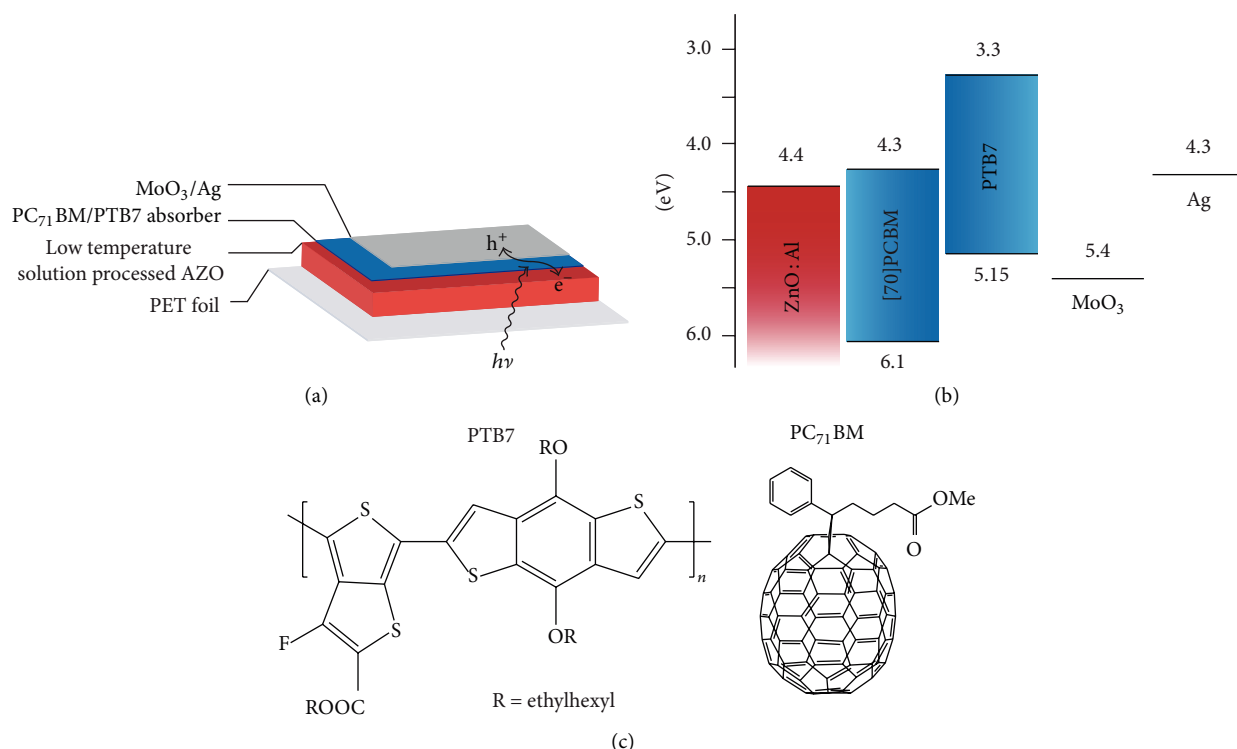 MoO₃/Ag
PC₇₁BM/PTB7 absorber
Low temperature
solution processed AZO
PET foil
h⁺
e⁻
hν
(a)
(eV)
3.0
4.0
5.0
6.0
4.4
ZnO : Al
4.3
[70]PCBM
6.1
3.3
PTB7
5.15
5.4
MoO₃
4.3
Ag
(b)
PTB7
RO
S
S
n
S
S
F
OR
ROOC
R = ethylhexyl
PC₇₁BM
OMe
O
(c)